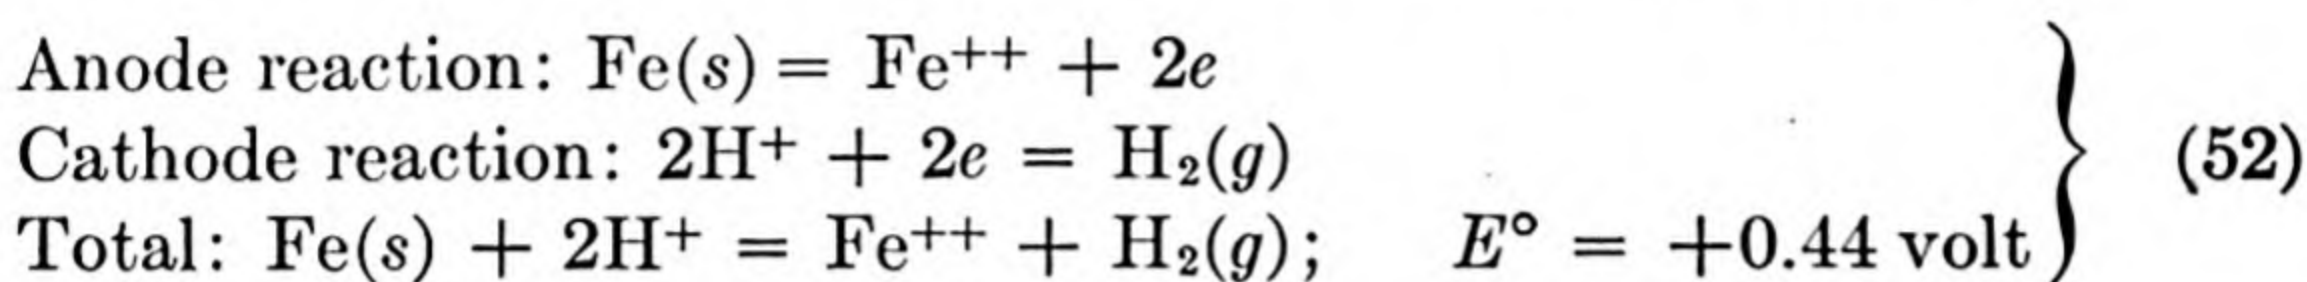 Anode reaction: Fe(s) = Fe⁺⁺ + 2e
Cathode reaction: 2H⁺ + 2e = H₂(g)
Total: Fe(s) + 2H⁺ = Fe⁺⁺ + H₂(g); E° = +0.44 volt
(52)